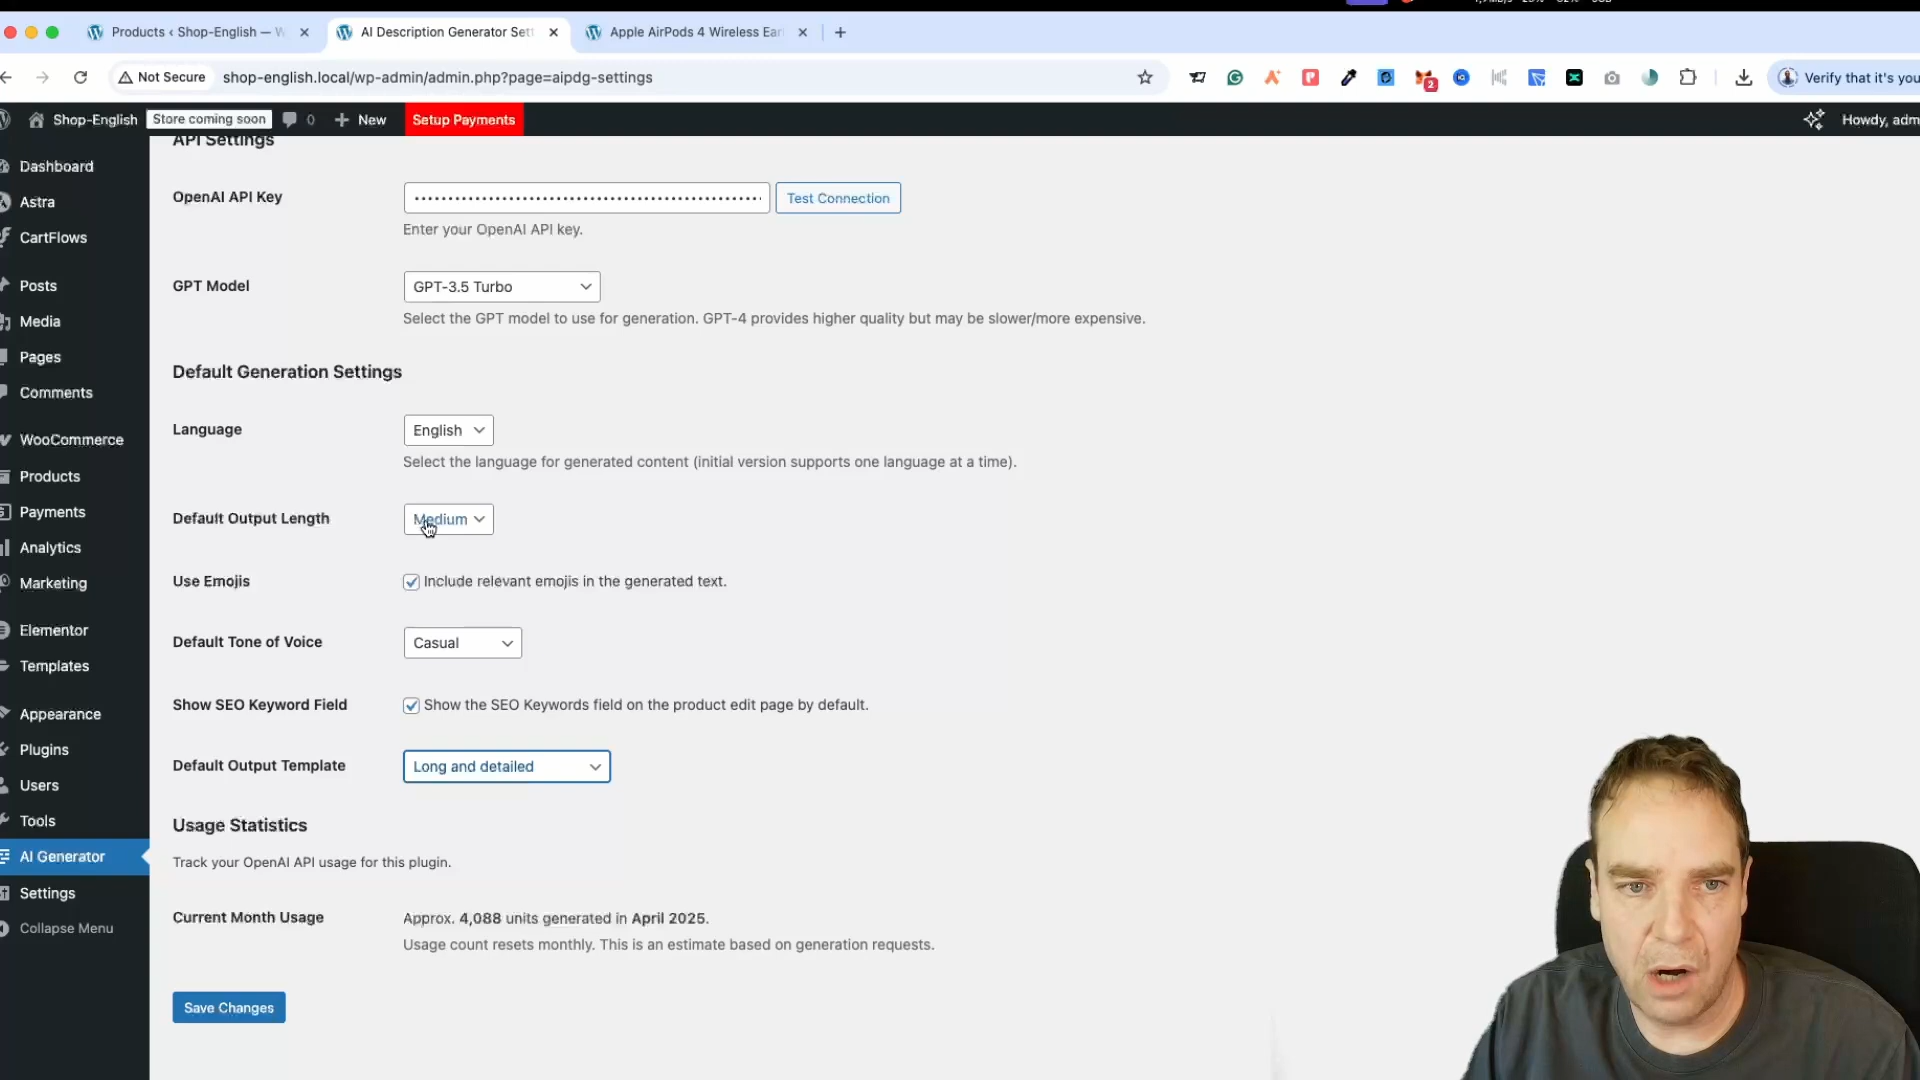 Products ‹ Shop-English — W
AI Description Generator Set
Apple AirPods 4 Wireless Ear
Not Secure
shop-english.local/wp-admin/admin.php?page=aipdg-settings
2
Verify that it's you
Shop-English
Store coming soon
0
New
Setup Payments
Howdy, adm
Dashboard
Astra
CartFlows
Posts
Media
Pages
Comments
WooCommerce
Products
Payments
Analytics
Marketing
Elementor
Templates
Appearance
Plugins
Users
Tools
AI Generator
Settings
Collapse Menu
API Settings
OpenAI API Key
Test Connection
Enter your OpenAI API key.
GPT Model
GPT-3.5 Turbo
Select the GPT model to use for generation. GPT-4 provides higher quality but may be slower/more expensive.
Default Generation Settings
Language
English
Select the language for generated content (initial version supports one language at a time).
Default Output Length
Medium
Use Emojis
Include relevant emojis in the generated text.
Default Tone of Voice
Casual
Show SEO Keyword Field
Show the SEO Keywords field on the product edit page by default.
Default Output Template
Long and detailed
Usage Statistics
Track your OpenAI API usage for this plugin.
Current Month Usage
Approx. 4,088 units generated in April 2025.
Usage count resets monthly. This is an estimate based on generation requests.
Save Changes